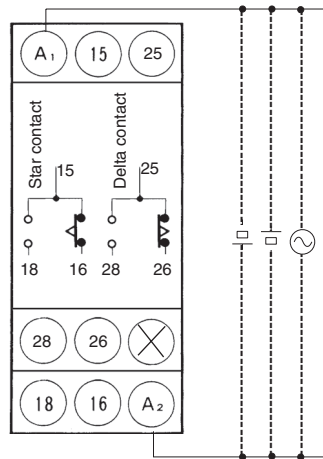 A1 15 25
Star contact
Delta contact
15 25
18 16 28 26
28 26
18 16 A2